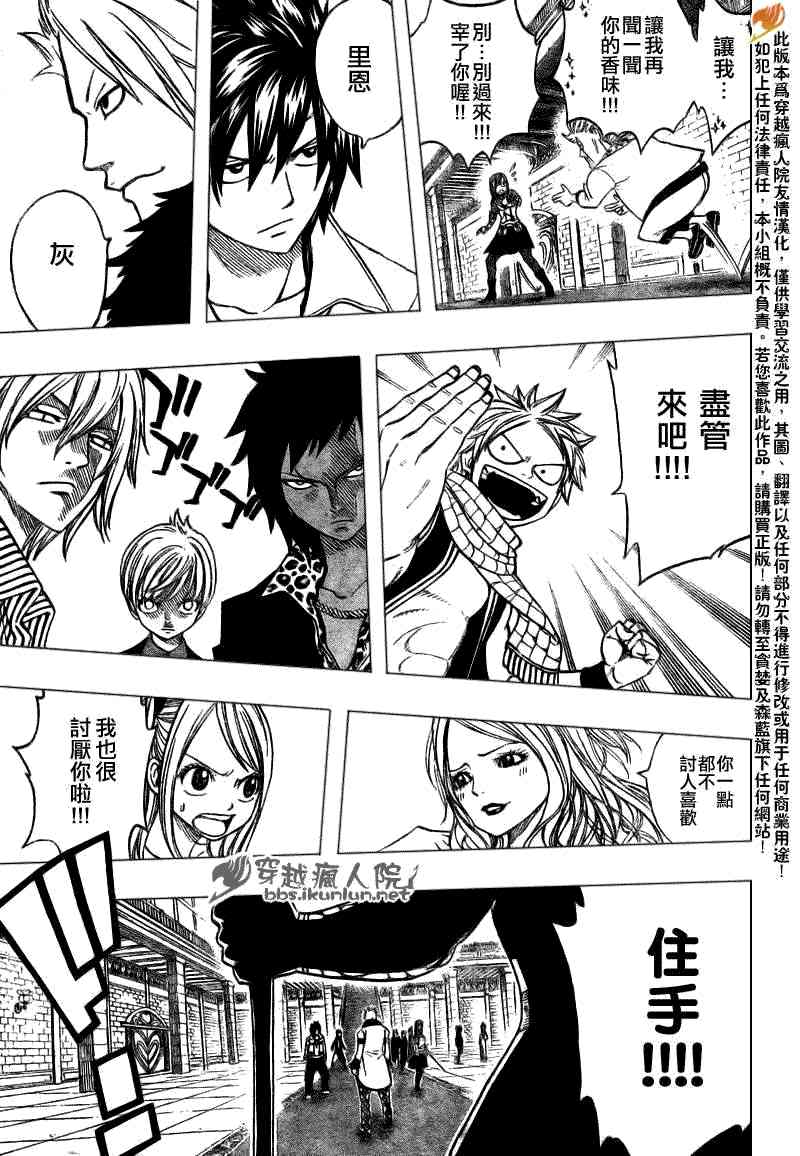 讓我…
讓我再
聞一聞
你的香味!!!
別…別過來!!!
宰了你喔!!
里恩
灰
盡管
來吧!!!!
ゴゴゴ
你一點
都不
討人喜歡
我也很
討厭你啦!!!
住手!!!!
穿越瘋人院
bbs.ikunlun.net
此版本爲穿越瘋人院友情漢化，僅供學習交流之用，其圖、翻譯以及任何部分不得進行修改或用于任何商業用途！
如犯上任何法律責任，本小組概不負責。若您喜歡此作品，請購買正版！請勿轉至貪婪及森藍旗下任何網站！